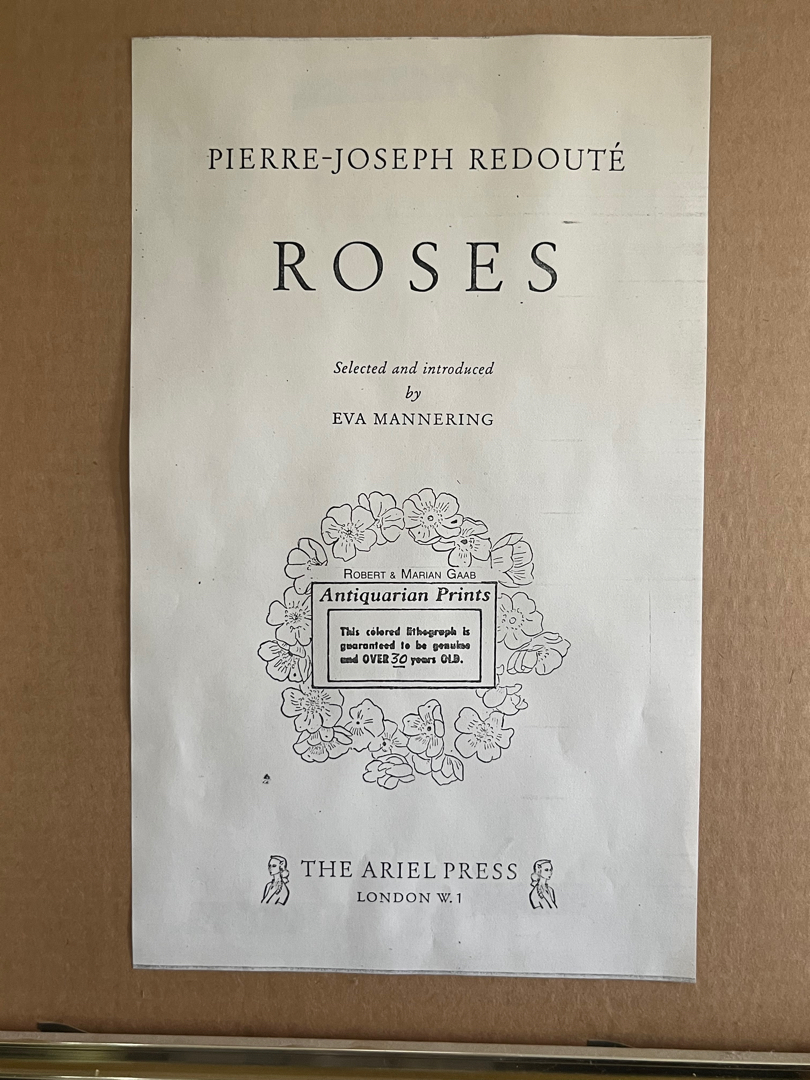 PIERRE-JOSEPH REDOUTÉ
ROSES
Selected and introduced
by
EVA MANNERING
ROBERT & MARIAN GAAB
Antiquarian Prints
This colored lithograph is
guaranteed to be genuine
and OVER 30 years OLD.
THE ARIEL PRESS
LONDON W.1